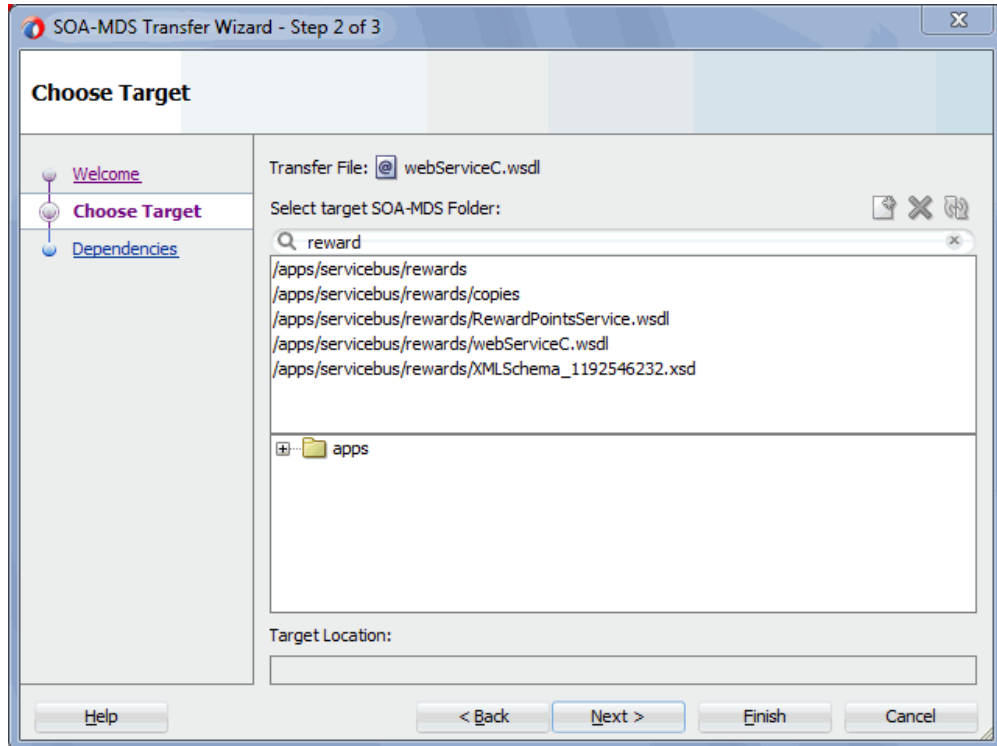 SOA-MDS Transfer Wizard - Step 2 of 3
Choose Target
Welcome
Choose Target
Dependencies
Transfer File: webServiceC.wsdl
Select target SOA-MDS Folder:
reward
/apps/servicebus/rewards
/apps/servicebus/rewards/copies
/apps/servicebus/rewards/RewardPointsService.wsdl
/apps/servicebus/rewards/webServiceC.wsdl
/apps/servicebus/rewards/XMLSchema_1192546232.xsd
apps
Target Location:
Help
< Back
Next >
Finish
Cancel